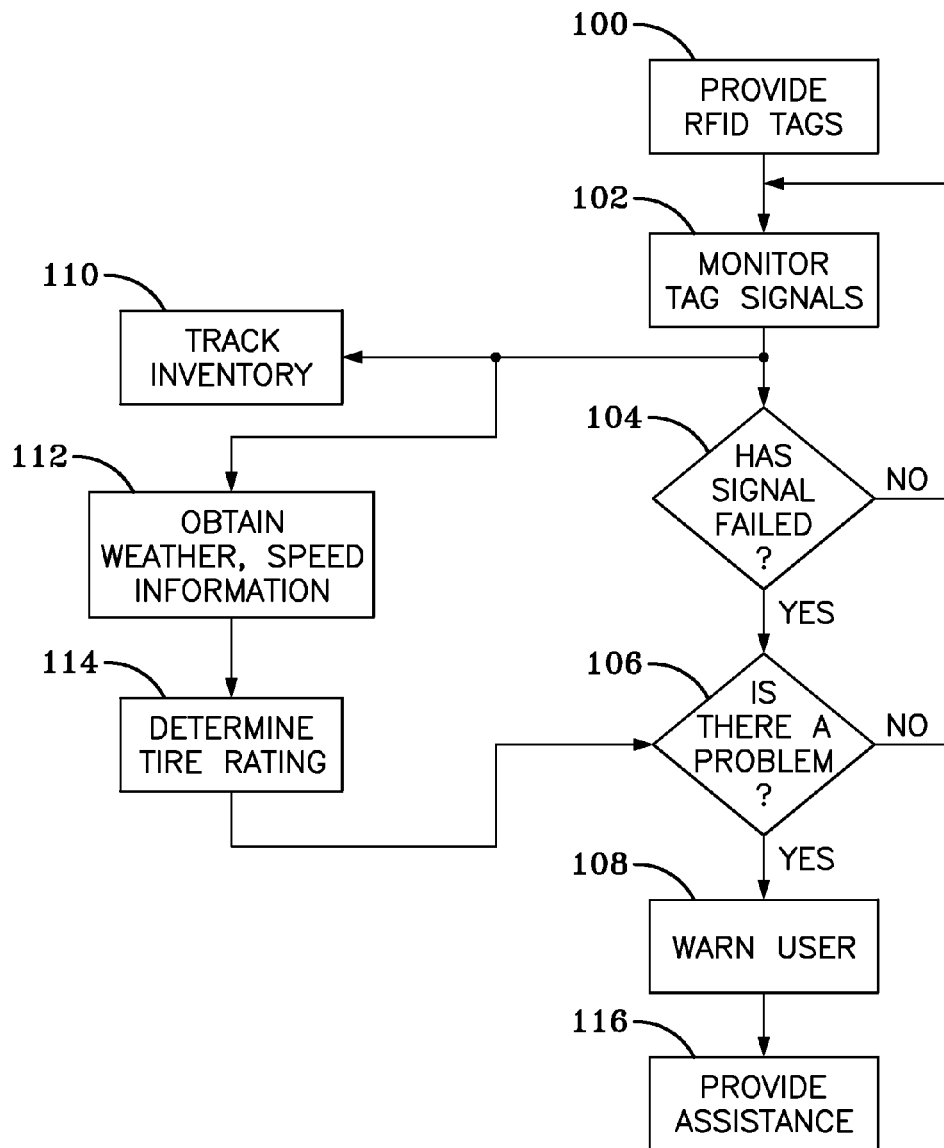 100
PROVIDE
RFID TAGS
102
MONITOR
TAG SIGNALS
110
TRACK
INVENTORY
104
HAS
SIGNAL
FAILED
?
NO
YES
112
OBTAIN
WEATHER, SPEED
INFORMATION
114
DETERMINE
TIRE RATING
106
IS
THERE A
PROBLEM
?
NO
YES
108
WARN USER
116
PROVIDE
ASSISTANCE